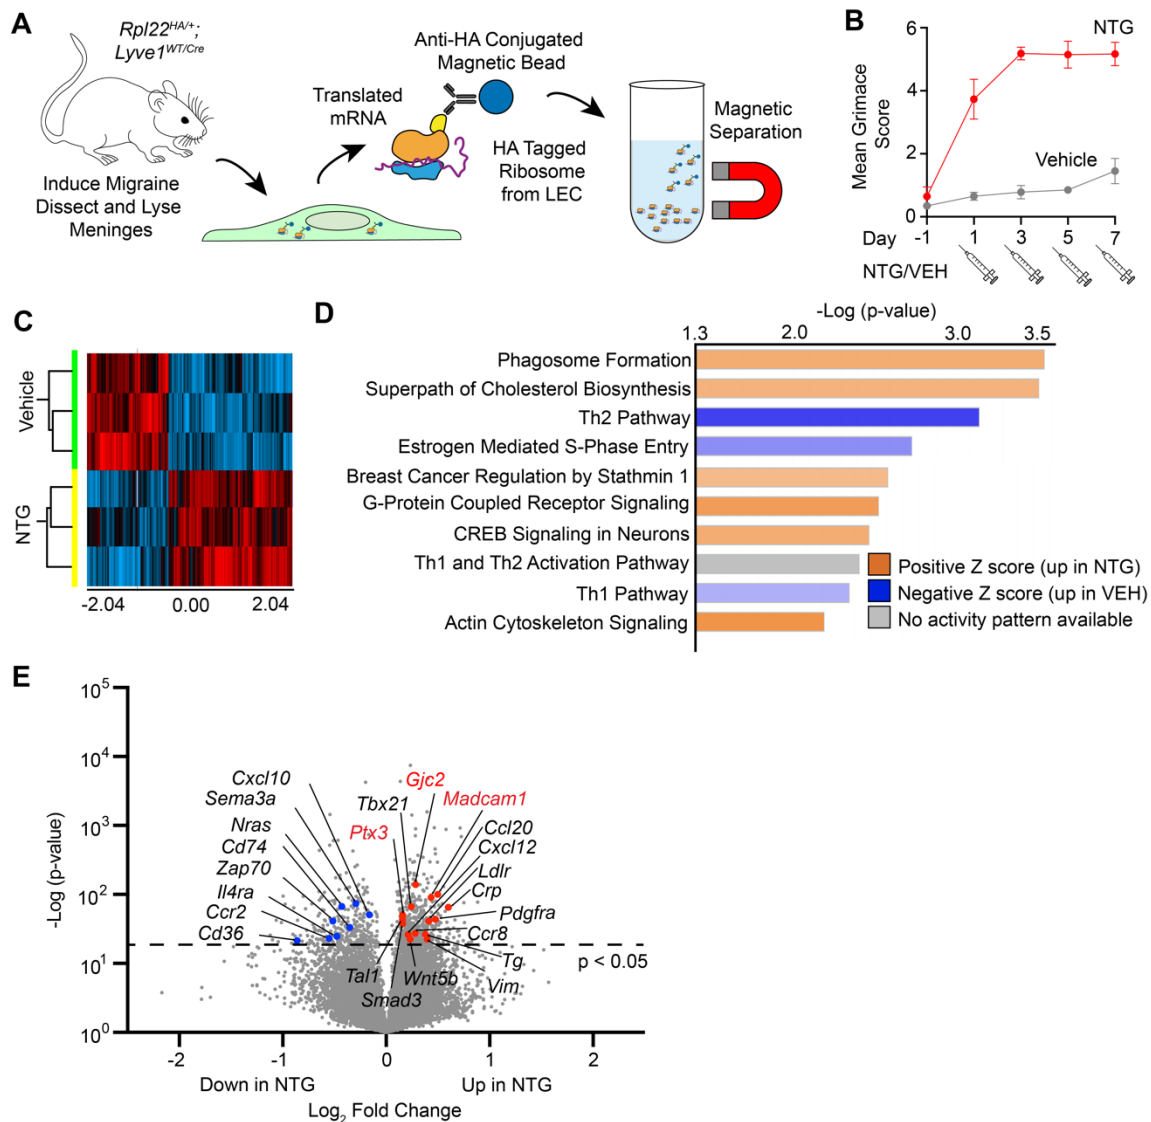 A
Rpl22HA/+;
Lyve1WT/Cre
Induce Migraine
Dissect and Lyse
Meninges
Translated
mRNA
Anti-HA Conjugated
Magnetic Bead
HA Tagged
Ribosome
from LEC
Magnetic
Separation
B
Mean Grimace
Score
6
4
2
0
NTG
Vehicle
Day -1 1 3 5 7
NTG/VEH
C
Vehicle
NTG
-2.04 0.00 2.04
D
-Log (p-value)
1.3 2.0 3.0 3.5
Phagosome Formation
Superpath of Cholesterol Biosynthesis
Th2 Pathway
Estrogen Mediated S-Phase Entry
Breast Cancer Regulation by Stathmin 1
G-Protein Coupled Receptor Signaling
CREB Signaling in Neurons
Th1 and Th2 Activation Pathway
Th1 Pathway
Actin Cytoskeleton Signaling
Positive Z score (up in NTG)
Negative Z score (up in VEH)
No activity pattern available
E
-Log (p-value)
10^5
10^4
10^3
10^2
10^1
10^0
Cxcl10
Sema3a
Nras
Cd74
Zap70
Il4ra
Ccr2
Cd36
Gjc2
Tbx21
Madcam1
Ptx3
Ccl20
Cxcl12
Ldlr
Crp
Pdgfra
Ccr8
Tg
Vim
Tal1
Wnt5b
Smad3
p < 0.05
-2 -1 0 1 2
Down in NTG Up in NTG
Log2 Fold Change